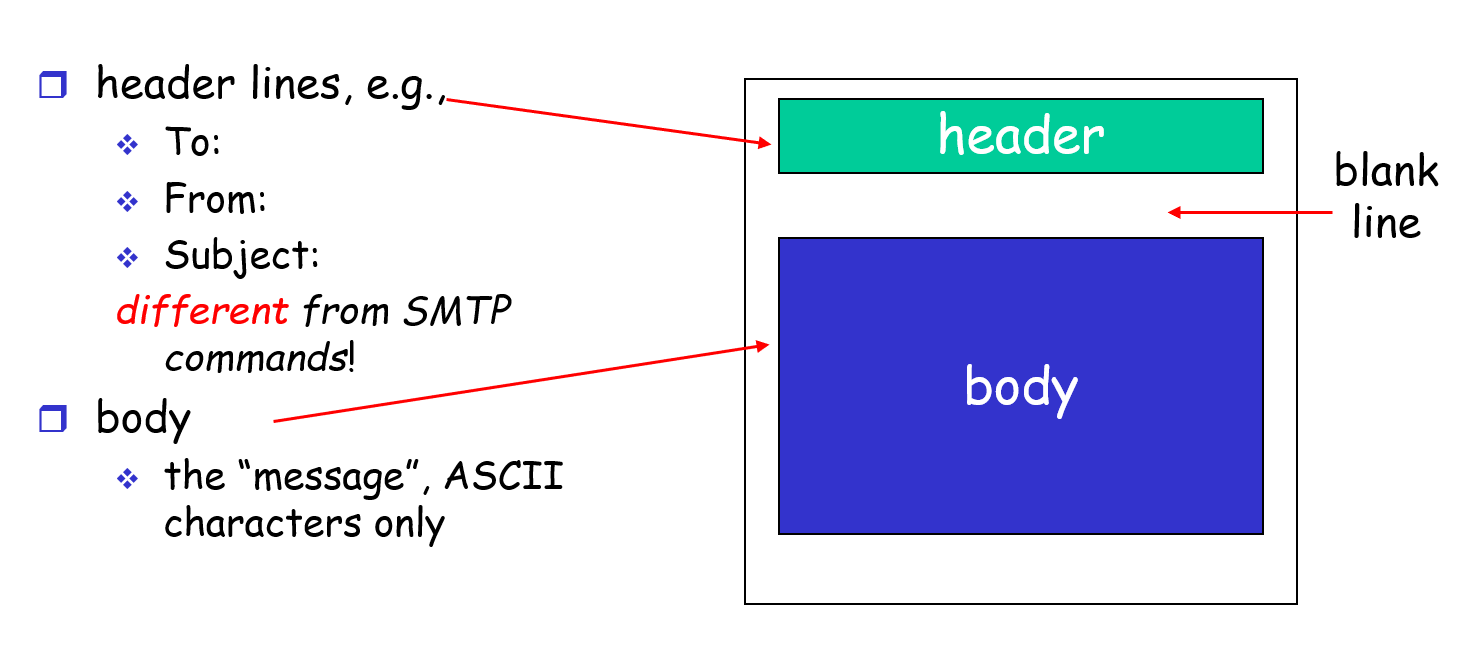 header lines, e.g.,
To:
From:
Subject:
different from SMTP
commands!
body
the “message”, ASCII
characters only
header
blank
line
body